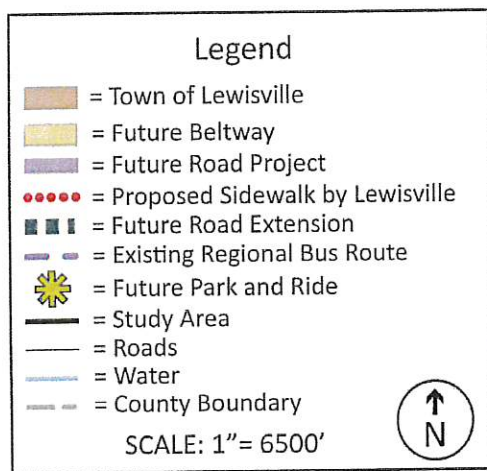 Legend
= Town of Lewisville
= Future Beltway
= Future Road Project
= Proposed Sidewalk by Lewisville
= Future Road Extension
= Existing Regional Bus Route
= Future Park and Ride
= Study Area
= Roads
= Water
= County Boundary
SCALE: 1”= 6500’
N